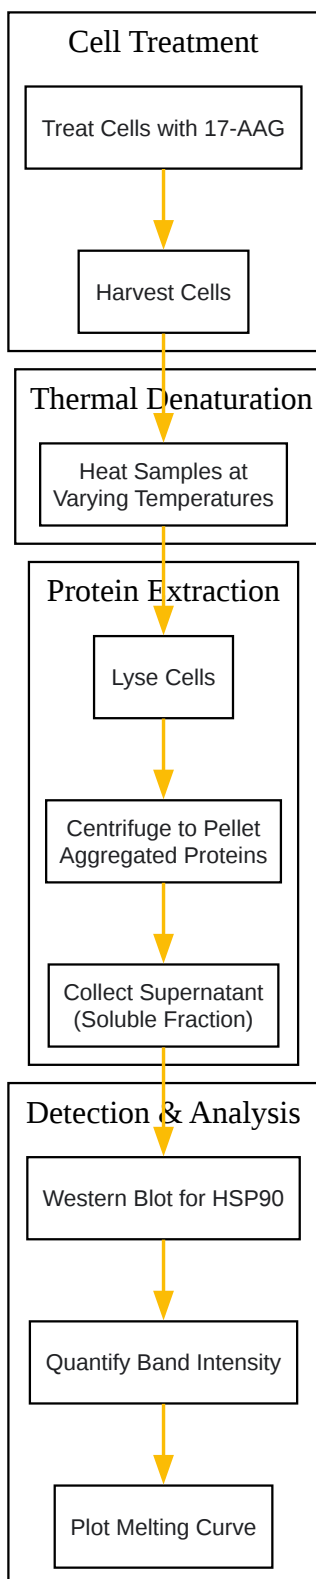 Cell Treatment
Treat Cells with 17-AAG
Harvest Cells
Thermal Denaturation
Heat Samples at
Varying Temperatures
Protein Extraction
Lyse Cells
Centrifuge to Pellet
Aggregated Proteins
Collect Supernatant
(Soluble Fraction)
Detection & Analysis
Western Blot for HSP90
Quantify Band Intensity
Plot Melting Curve